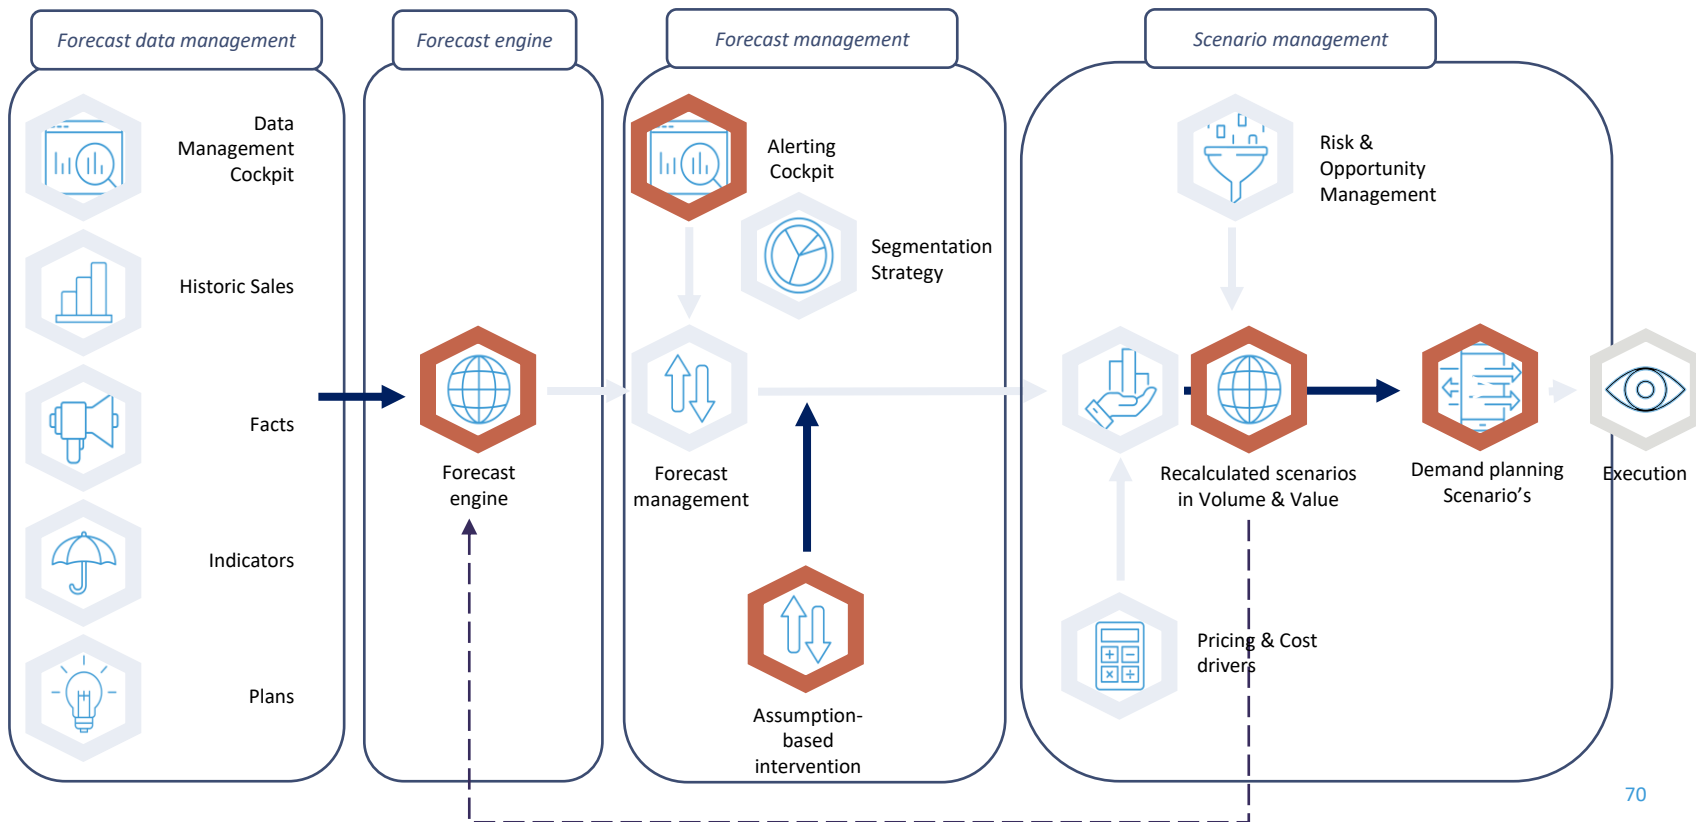 Forecast data management
Forecast engine
Forecast management
Scenario management
Data
Management
Cockpit
Historic Sales
Facts
Indicators
Plans
Forecast
engine
Alerting
Cockpit
Segmentation
Strategy
Forecast
management
Assumption-
based
intervention
Risk &
Opportunity
Management
Recalculated scenarios
in Volume & Value
Pricing & Cost
drivers
Demand planning
Scenario’s
Execution
70